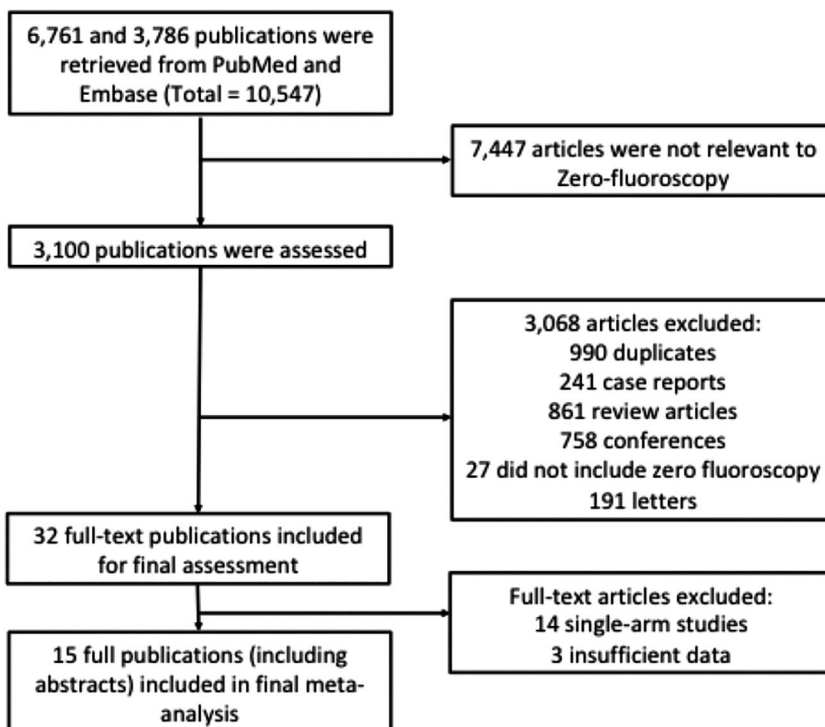 6,761 and 3,786 publications were
retrieved from PubMed and
Embase (Total = 10,547)
7,447 articles were not relevant to
Zero-fluoroscopy
3,100 publications were assessed
3,068 articles excluded:
990 duplicates
241 case reports
861 review articles
758 conferences
27 did not include zero fluoroscopy
191 letters
32 full-text publications included
for final assessment
Full-text articles excluded:
14 single-arm studies
3 insufficient data
15 full publications (including
abstracts) included in final meta-
analysis